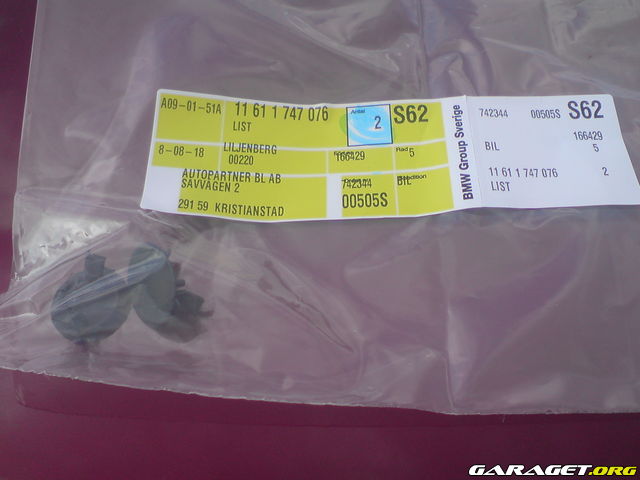 A09-01-51A 11 61 1 747 076 Antal 2 S62
LIST
8-08-18 LILJENBERG 166429 Rad 5
00220
AUTOPARTNER BL AB 742344 BIL
SAVVAGEN 2 00505S
291 59 KRISTIANSTAD
BMW Group Sverige
742344 00505S S62
166429
BIL 5
11 61 1 747 076 2
LIST
GARAGET.ORG